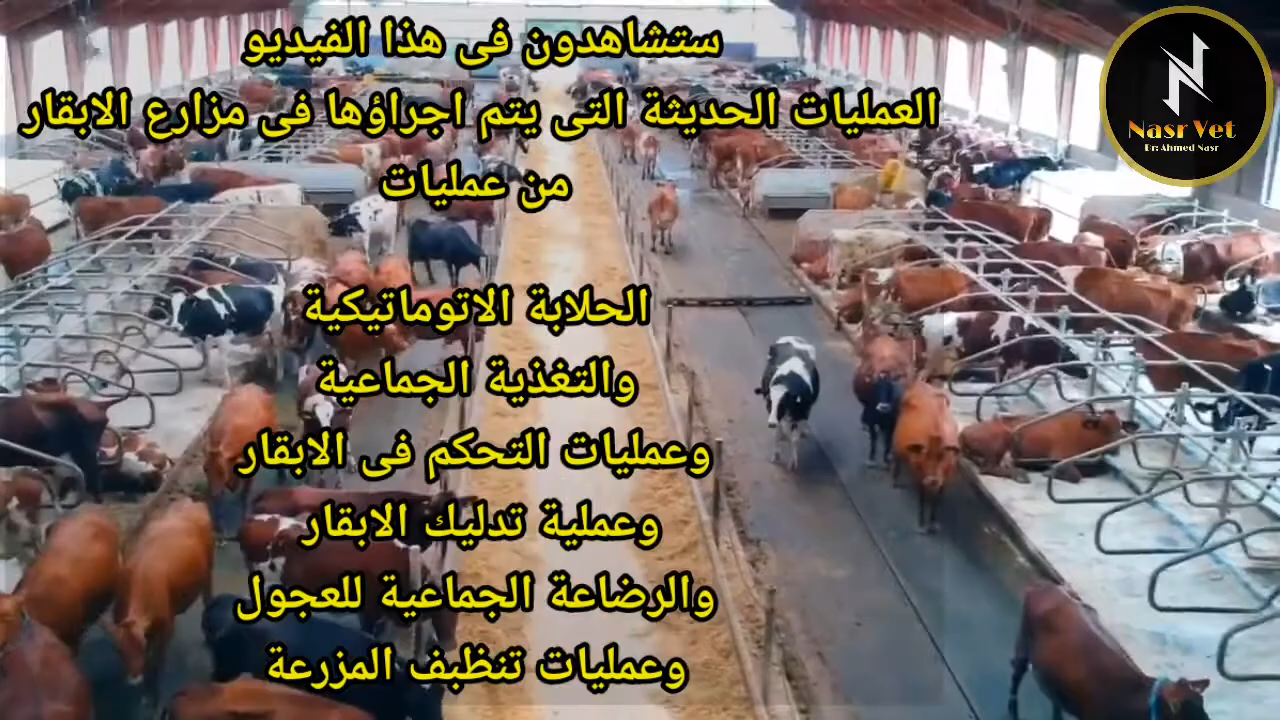 ستشاهدون فى هذا الفيديو
العمليات الحديثة التى يتم اجراؤها فى مزارع الابقار
من عمليات
الحلابة الاتوماتيكية
والتغذية الجماعية
وعمليات التحكم فى الابقار
وعملية تدليك الابقار
والرضاعة الجماعية للعجول
وعمليات تنظبف المزرعة
Nasr Vet
Dr:Ahmed Nasr